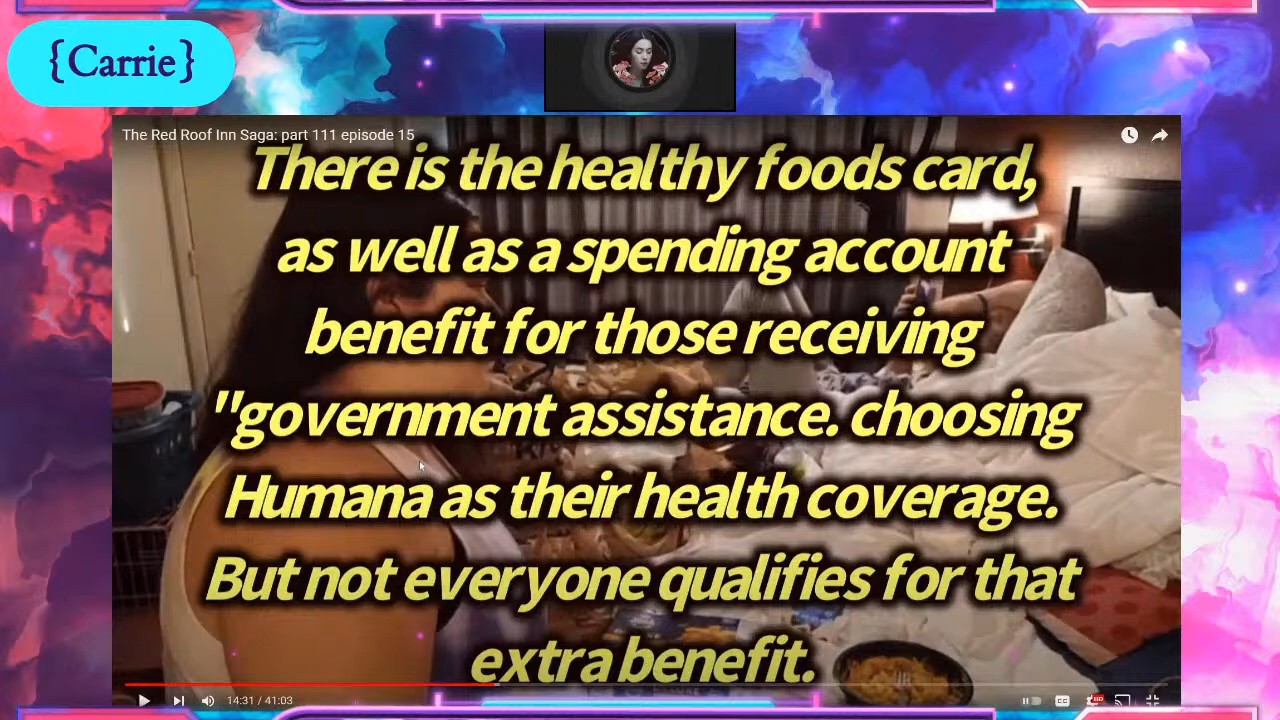 {Carrie}
The Red Roof Inn Saga: part 111 episode 15
There is the healthy foods card,
as well as a spending account
benefit for those receiving
"government assistance. choosing
Humana as their health coverage.
But not everyone qualifies for that
extra benefit.
14:31 / 41:03
CC
HD